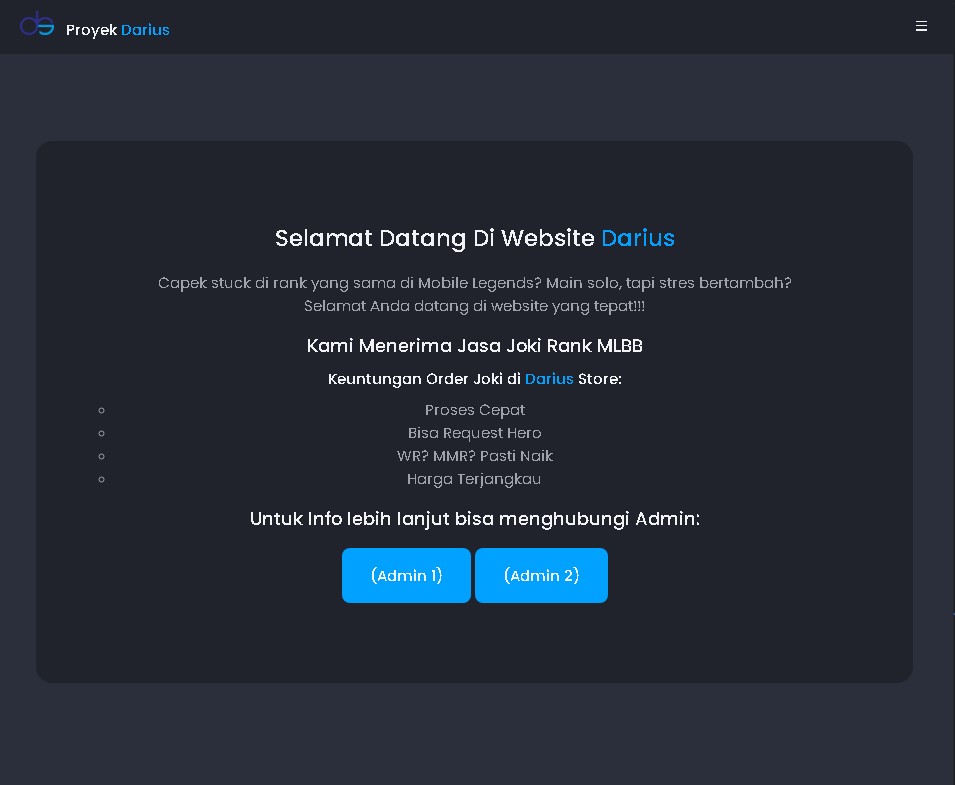 Proyek Darius
Selamat Datang Di Website Darius
Capek stuck di rank yang sama di Mobile Legends? Main solo, tapi stres bertambah?
Selamat Anda datang di website yang tepat!!!
Kami Menerima Jasa Joki Rank MLBB
Keuntungan Order Joki di Darius Store:
Proses Cepat
Bisa Request Hero
WR? MMR? Pasti Naik
Harga Terjangkau
Untuk Info lebih lanjut bisa menghubungi Admin:
(Admin 1) (Admin 2)